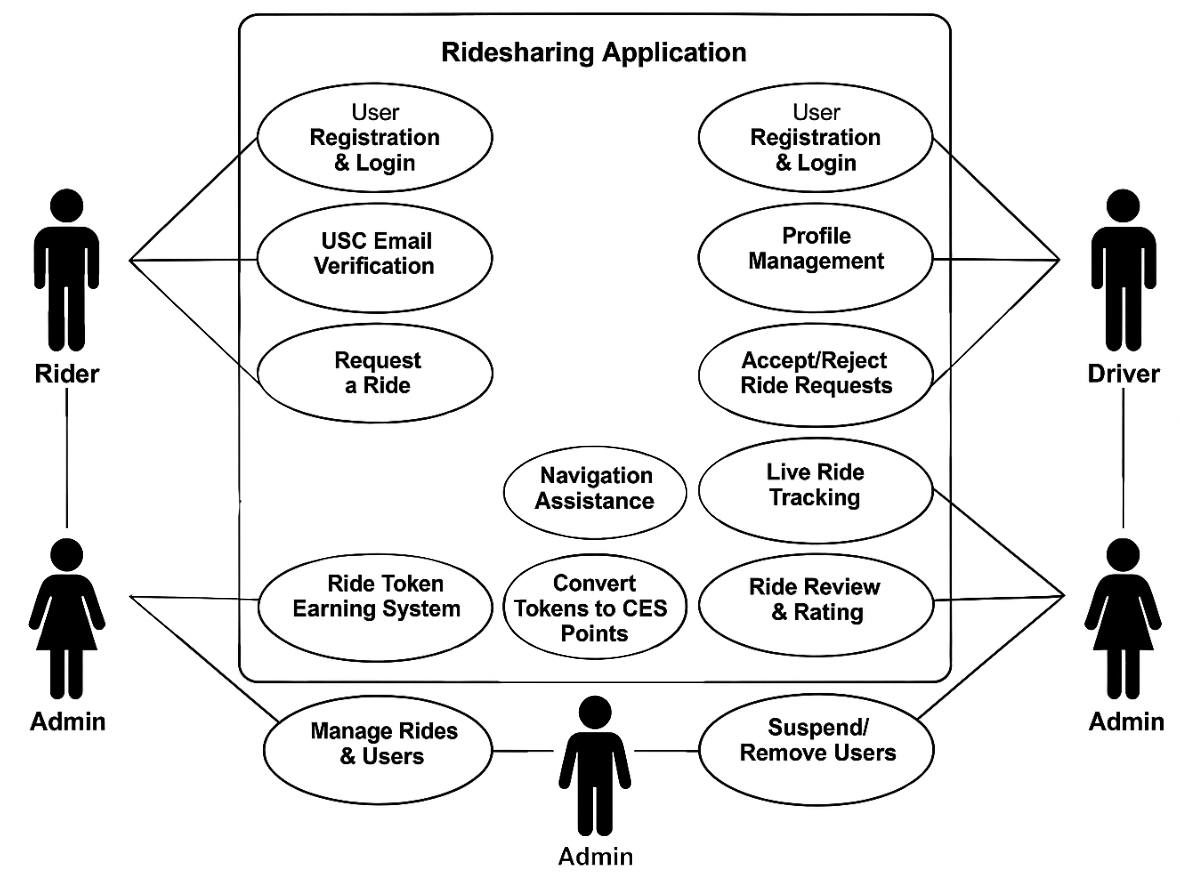 Ridesharing Application
User
Registration
& Login
User
Registration
& Login
USC Email
Verification
Profile
Management
Request
a Ride
Accept/Reject
Ride Requests
Rider
Driver
Navigation
Assistance
Live Ride
Tracking
Ride Token
Earning System
Convert
Tokens to CES
Points
Ride Review
& Rating
Admin
Admin
Manage Rides
& Users
Suspend/
Remove Users
Admin